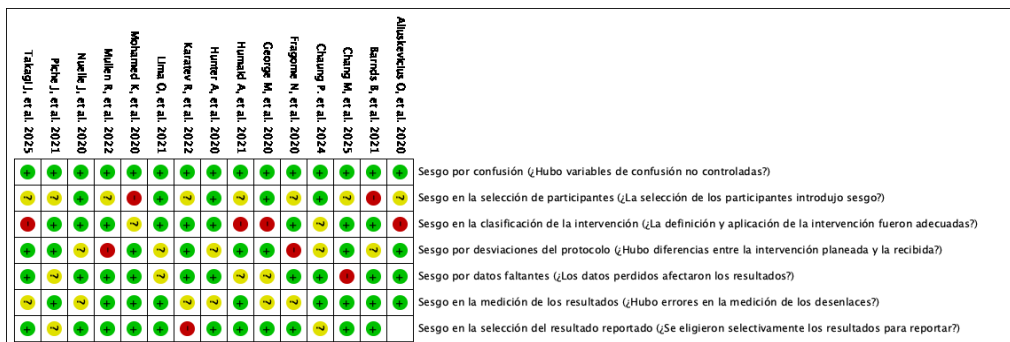 Takagi J, et al. 2025
Piche J, et al. 2021
Nuelle J, et al. 2020
Mullen R, et al. 2022
Mohamed K, et al. 2020
Lima O, et al. 2021
Karatev R, et al. 2022
Hunter A, et al. 2020
Humaid A, et al. 2021
George M, et al. 2020
Fragome N, et al. 2020
Chaung P. et al. 2024
Chang M, et al. 2025
Barnds B, et al. 2021
Aliuskevicius O, et al. 2020
Sesgo por confusión (¿Hubo variables de confusión no controladas?)
Sesgo en la selección de participantes (¿La selección de los participantes introdujo sesgo?)
Sesgo en la clasificación de la intervención (¿La definición y aplicación de la intervención fueron adecuadas?)
Sesgo por desviaciones del protocolo (¿Hubo diferencias entre la intervención planeada y la recibida?)
Sesgo por datos faltantes (¿Los datos perdidos afectaron los resultados?)
Sesgo en la medición de los resultados (¿Hubo errores en la medición de los desenlaces?)
Sesgo en la selección del resultado reportado (¿Se eligieron selectivamente los resultados para reportar?)